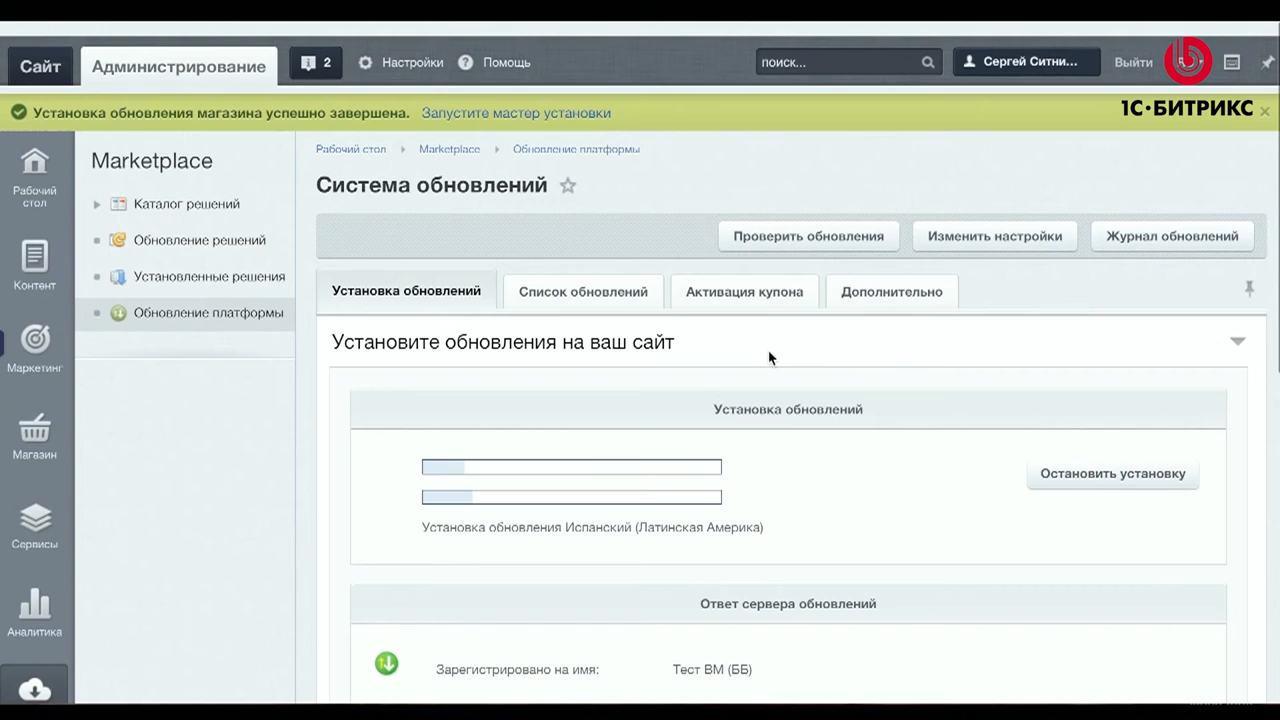 Сайт
Администрирование
2
Настройки
Помощь
поиск...
Сергей Ситни...
Выйти
1С·БИТРИКС
Установка обновления магазина успешно завершена. Запустите мастер установки
Рабочий стол
Контент
Маркетинг
Магазин
Сервисы
Аналитика
Marketplace
Каталог решений
Обновление решений
Установленные решения
Обновление платформы
Рабочий стол
Marketplace
Обновление платформы
Система обновлений
Проверить обновления
Изменить настройки
Журнал обновлений
Установка обновлений
Список обновлений
Активация купона
Дополнительно
Установите обновления на ваш сайт
Установка обновлений
Остановить установку
Установка обновления Испанский (Латинская Америка)
Ответ сервера обновлений
Зарегистрировано на имя:
Тест ВМ (ББ)